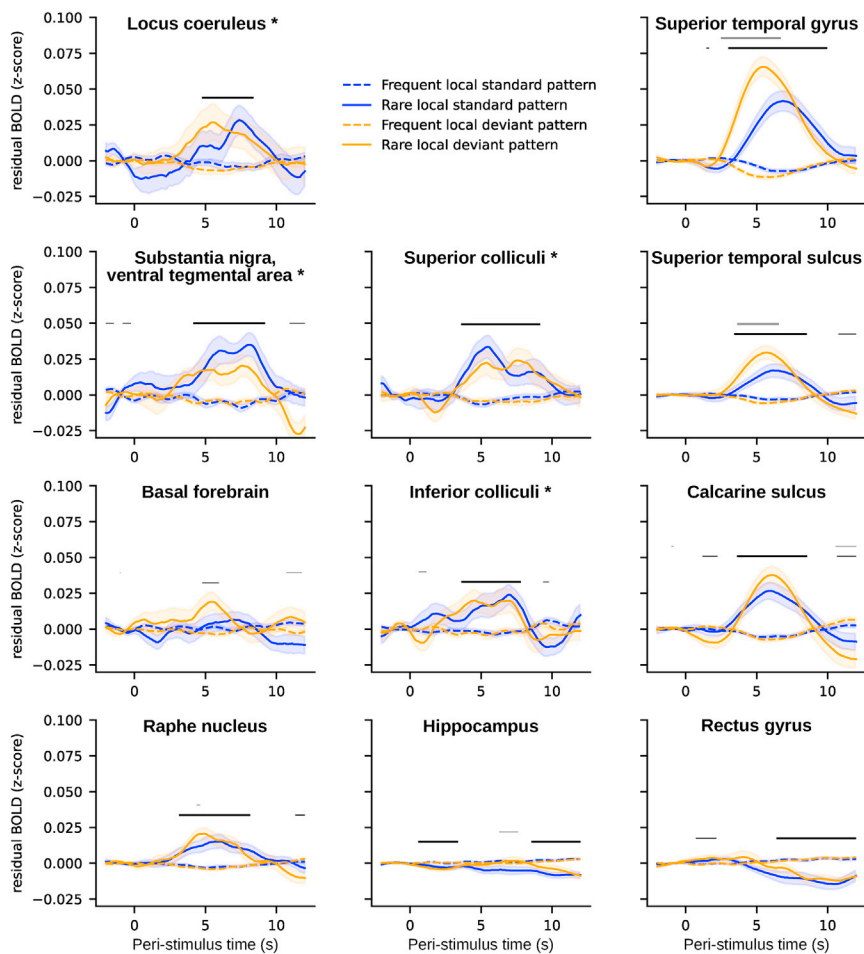 Locus coeruleus *
Superior temporal gyrus
residual BOLD (z-score)
0.100
0.075
0.050
0.025
0.000
−0.025
0 5 10
Frequent local standard pattern
Rare local standard pattern
Frequent local deviant pattern
Rare local deviant pattern
0 5 10
Substantia nigra,
ventral tegmental area *
Superior colliculi *
Superior temporal sulcus
residual BOLD (z-score)
0.100
0.075
0.050
0.025
0.000
−0.025
0 5 10
0 5 10
0 5 10
Basal forebrain
Inferior colliculi *
Calcarine sulcus
residual BOLD (z-score)
0.100
0.075
0.050
0.025
0.000
−0.025
0 5 10
0 5 10
0 5 10
Raphe nucleus
Hippocampus
Rectus gyrus
residual BOLD (z-score)
0.100
0.075
0.050
0.025
0.000
−0.025
0 5 10
0 5 10
0 5 10
Peri-stimulus time (s)
Peri-stimulus time (s)
Peri-stimulus time (s)